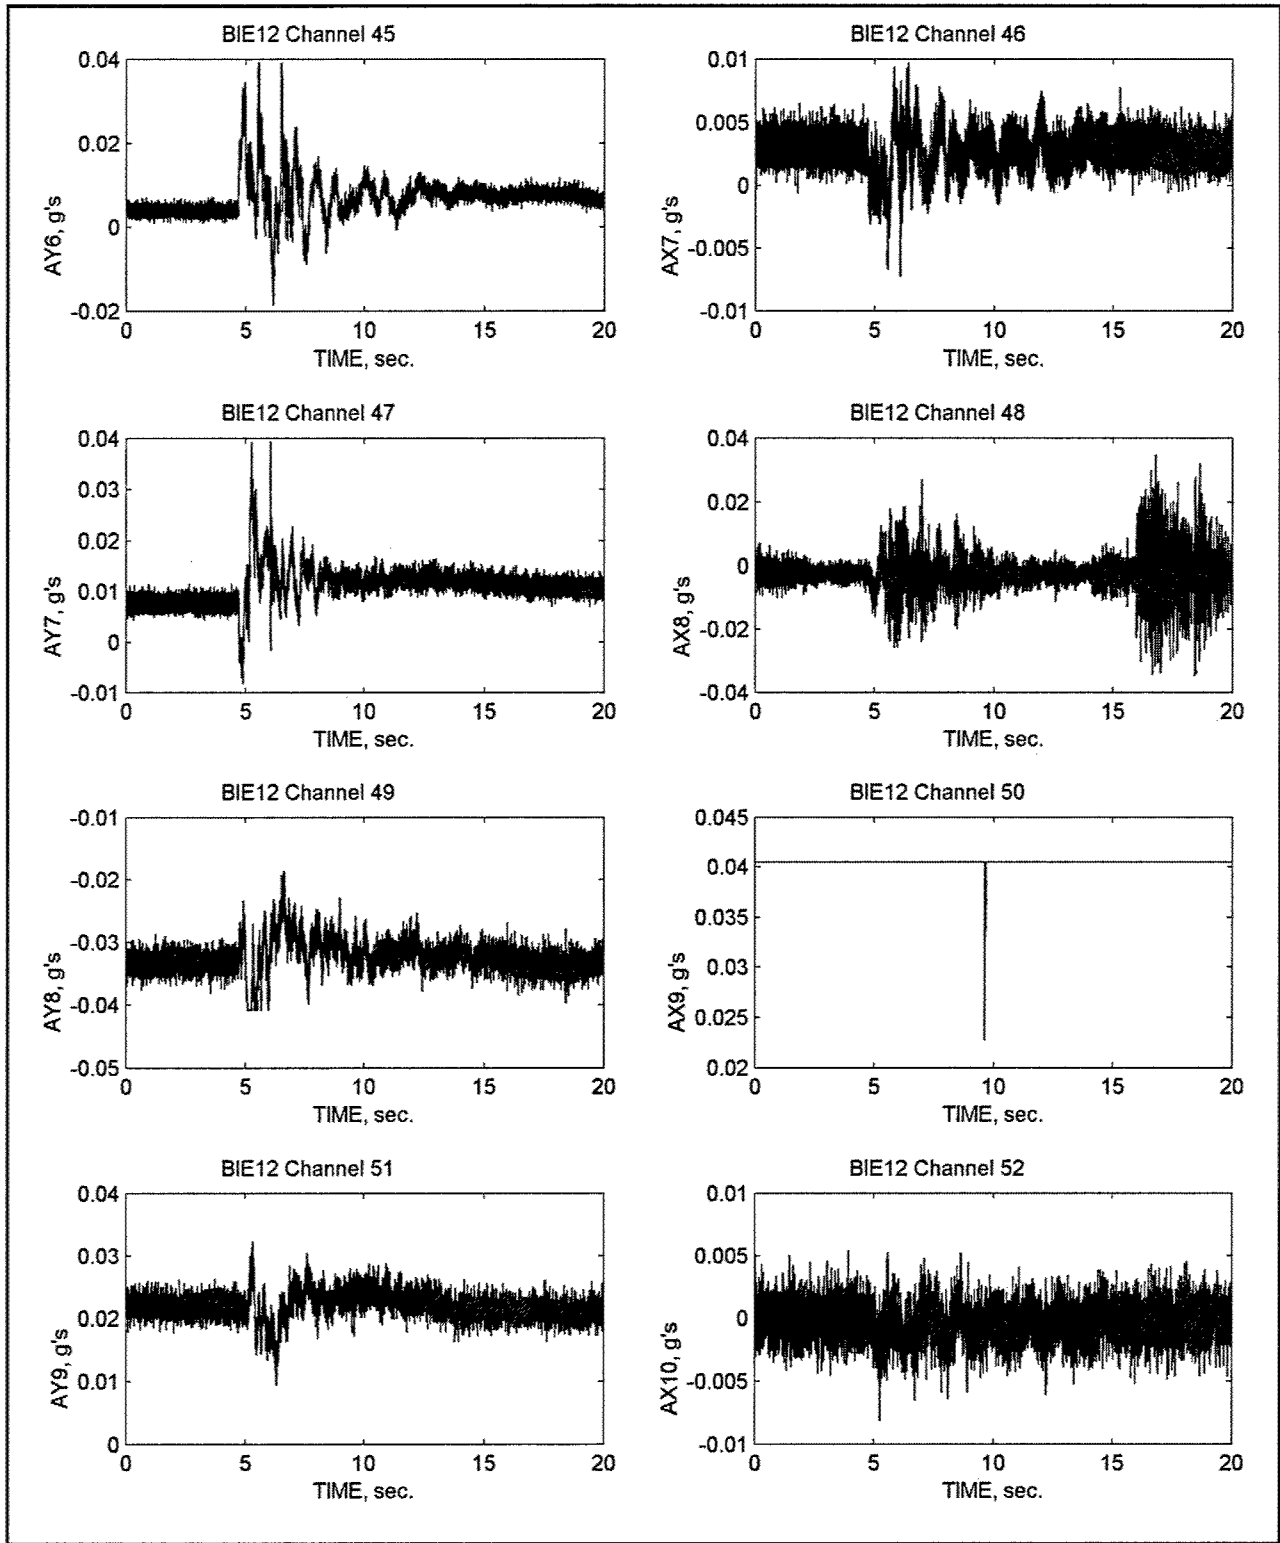 BIE12 Channel 45
0.04
0.02
0
-0.02
AY6, g's
0 5 10 15 20
TIME, sec.
BIE12 Channel 46
0.01
0.005
0
-0.005
-0.01
AX7, g's
0 5 10 15 20
TIME, sec.
BIE12 Channel 47
0.04
0.03
0.02
0.01
0
-0.01
AY7, g's
0 5 10 15 20
TIME, sec.
BIE12 Channel 48
0.04
0.02
0
-0.02
-0.04
AX8, g's
0 5 10 15 20
TIME, sec.
BIE12 Channel 49
-0.01
-0.02
-0.03
-0.04
-0.05
AY8, g's
0 5 10 15 20
TIME, sec.
BIE12 Channel 50
0.045
0.04
0.035
0.03
0.025
0.02
AX9, g's
0 5 10 15 20
TIME, sec.
BIE12 Channel 51
0.04
0.03
0.02
0.01
0
AY9, g's
0 5 10 15 20
TIME, sec.
BIE12 Channel 52
0.01
0.005
0
-0.005
-0.01
AX10, g's
0 5 10 15 20
TIME, sec.